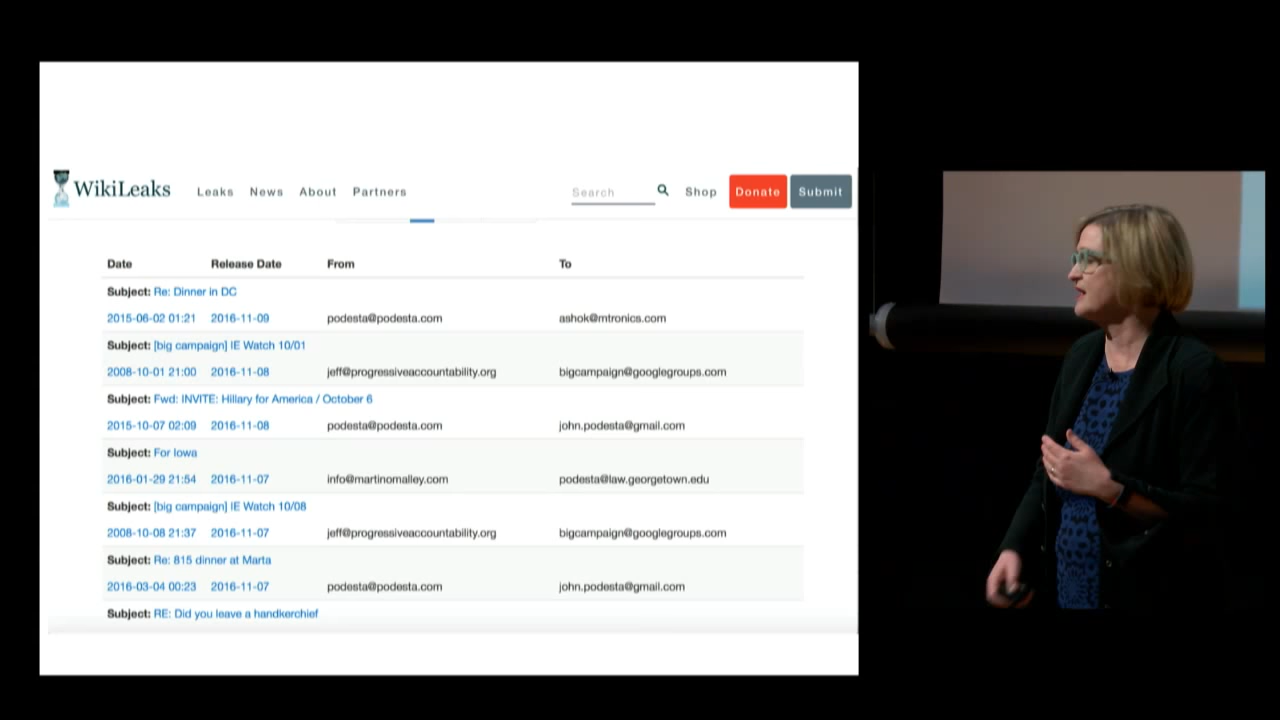 WikiLeaks Leaks News About Partners Search Shop Donate Submit
Date Release Date From To
Subject: Re: Dinner in DC
2015-06-02 01:21 2016-11-09 podesta@podesta.com ashok@mtronics.com
Subject: [big campaign] IE Watch 10/01
2008-10-01 21:00 2016-11-08 jeff@progressiveaccountability.org bigcampaign@googlegroups.com
Subject: Fwd: INVITE: Hillary for America / October 6
2015-10-07 02:09 2016-11-08 podesta@podesta.com john.podesta@gmail.com
Subject: For Iowa
2016-01-29 21:54 2016-11-07 info@martinomalley.com podesta@law.georgetown.edu
Subject: [big campaign] IE Watch 10/08
2008-10-08 21:37 2016-11-07 jeff@progressiveaccountability.org bigcampaign@googlegroups.com
Subject: Re: 815 dinner at Marta
2016-03-04 00:23 2016-11-07 podesta@podesta.com john.podesta@gmail.com
Subject: RE: Did you leave a handkerchief